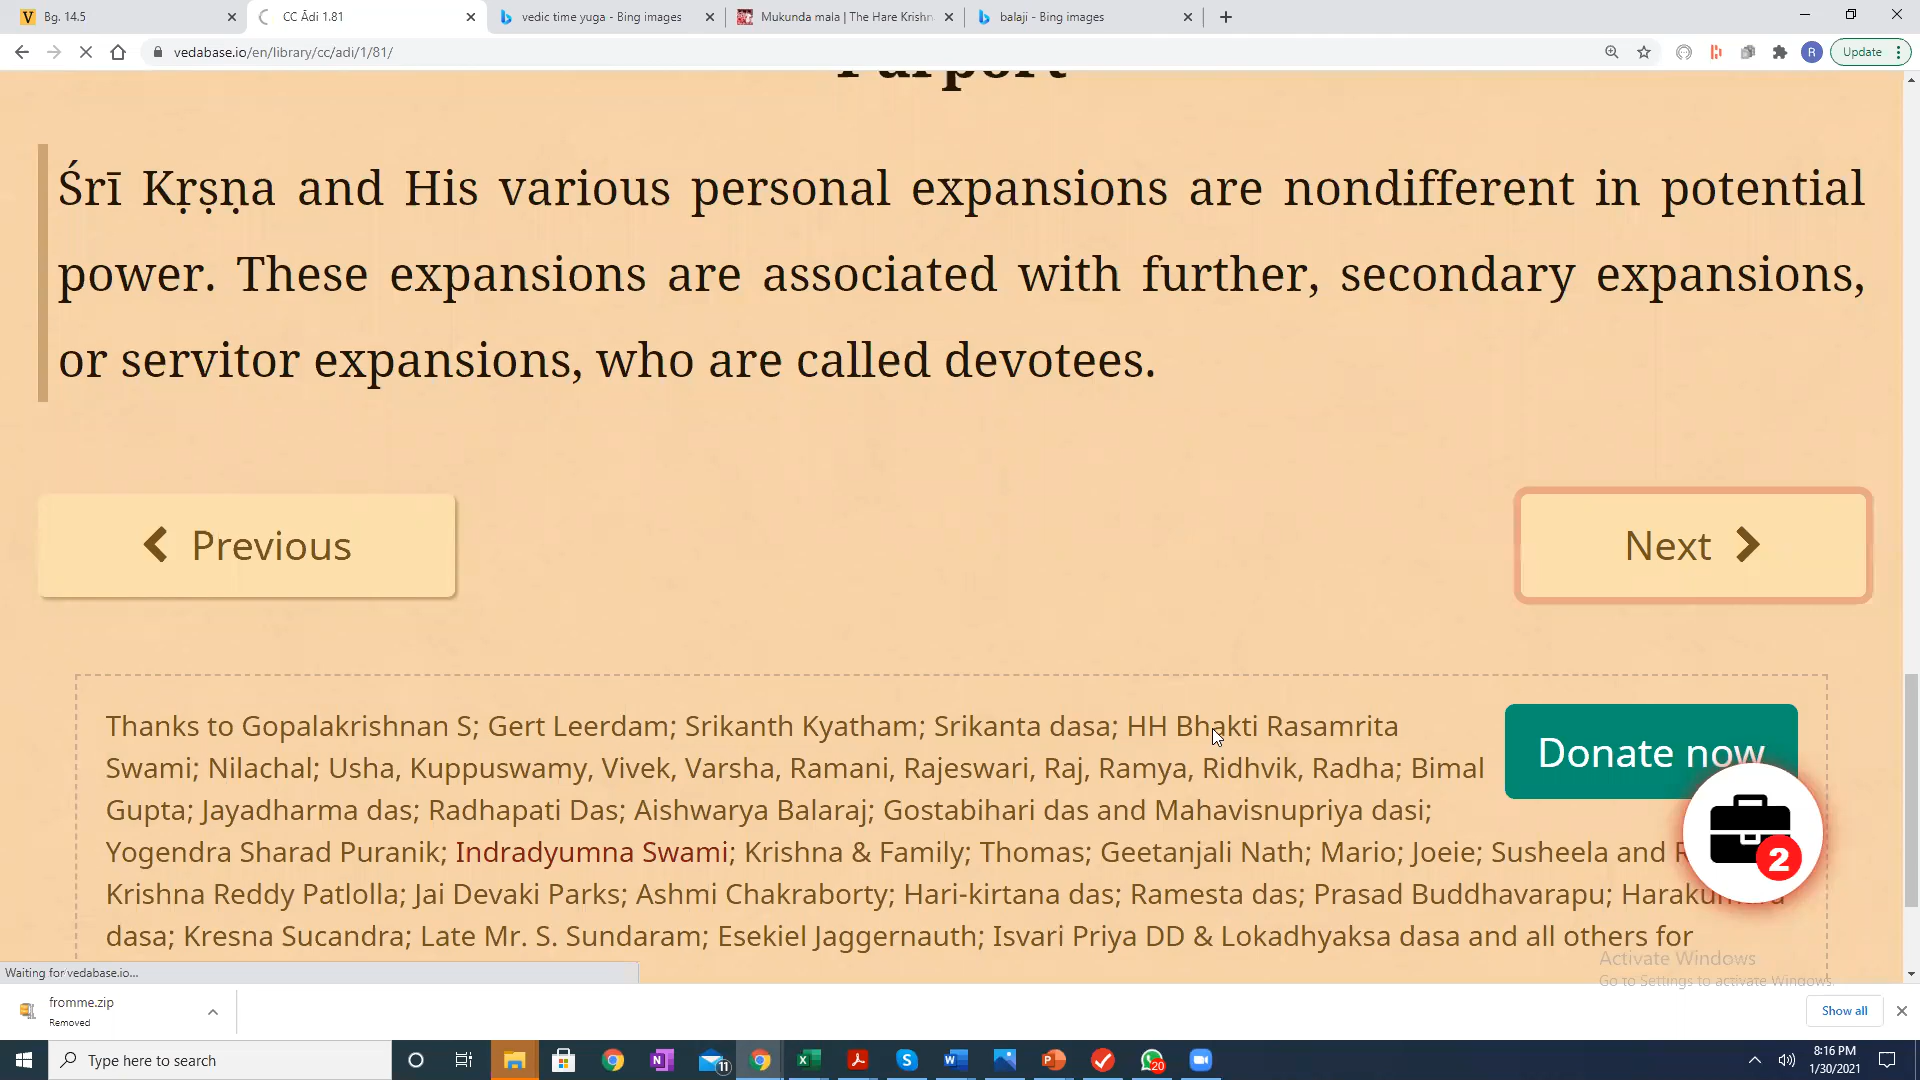 Bg. 14.5
CC Ādi 1.81
vedic time yuga - Bing images
Mukunda mala | The Hare Krishn
balaji - Bing images
vedabase.io/en/library/cc/adi/1/81/
R
Update
Purport
Śrī Kṛṣṇa and His various personal expansions are nondifferent in potential
power. These expansions are associated with further, secondary expansions,
or servitor expansions, who are called devotees.
Previous
Next
Thanks to Gopalakrishnan S; Gert Leerdam; Srikanth Kyatham; Srikanta dasa; HH Bhakti Rasamrita
Swami; Nilachal; Usha, Kuppuswamy, Vivek, Varsha, Ramani, Rajeswari, Raj, Ramya, Ridhvik, Radha; Bimal
Gupta; Jayadharma das; Radhapati Das; Aishwarya Balaraj; Gostabihari das and Mahavisnupriya dasi;
Yogendra Sharad Puranik; Indradyumna Swami; Krishna & Family; Thomas; Geetanjali Nath; Mario; Joeie; Susheela and
Krishna Reddy Patlolla; Jai Devaki Parks; Ashmi Chakraborty; Hari-kirtana das; Ramesta das; Prasad Buddhavarapu;
dasa; Kresna Sucandra; Late Mr. S. Sundaram; Esekiel Jaggernauth; Isvari Priya DD & Lokadhyaksa dasa and all others for
Donate now
2
Activate Windows
Go to Settings to activate Windows.
Waiting for vedabase.io...
fromme.zip
Removed
Show all
Type here to search
11
20
8:16 PM
1/30/2021